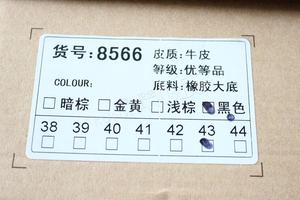 货号:8566 皮质:牛皮
等级:优等品
COLOUR: 底料:橡胶大底
□暗棕 □金黄 □浅棕 □黑色
38 39 40 41 42 43 44
□ □ □ □ □ □ □